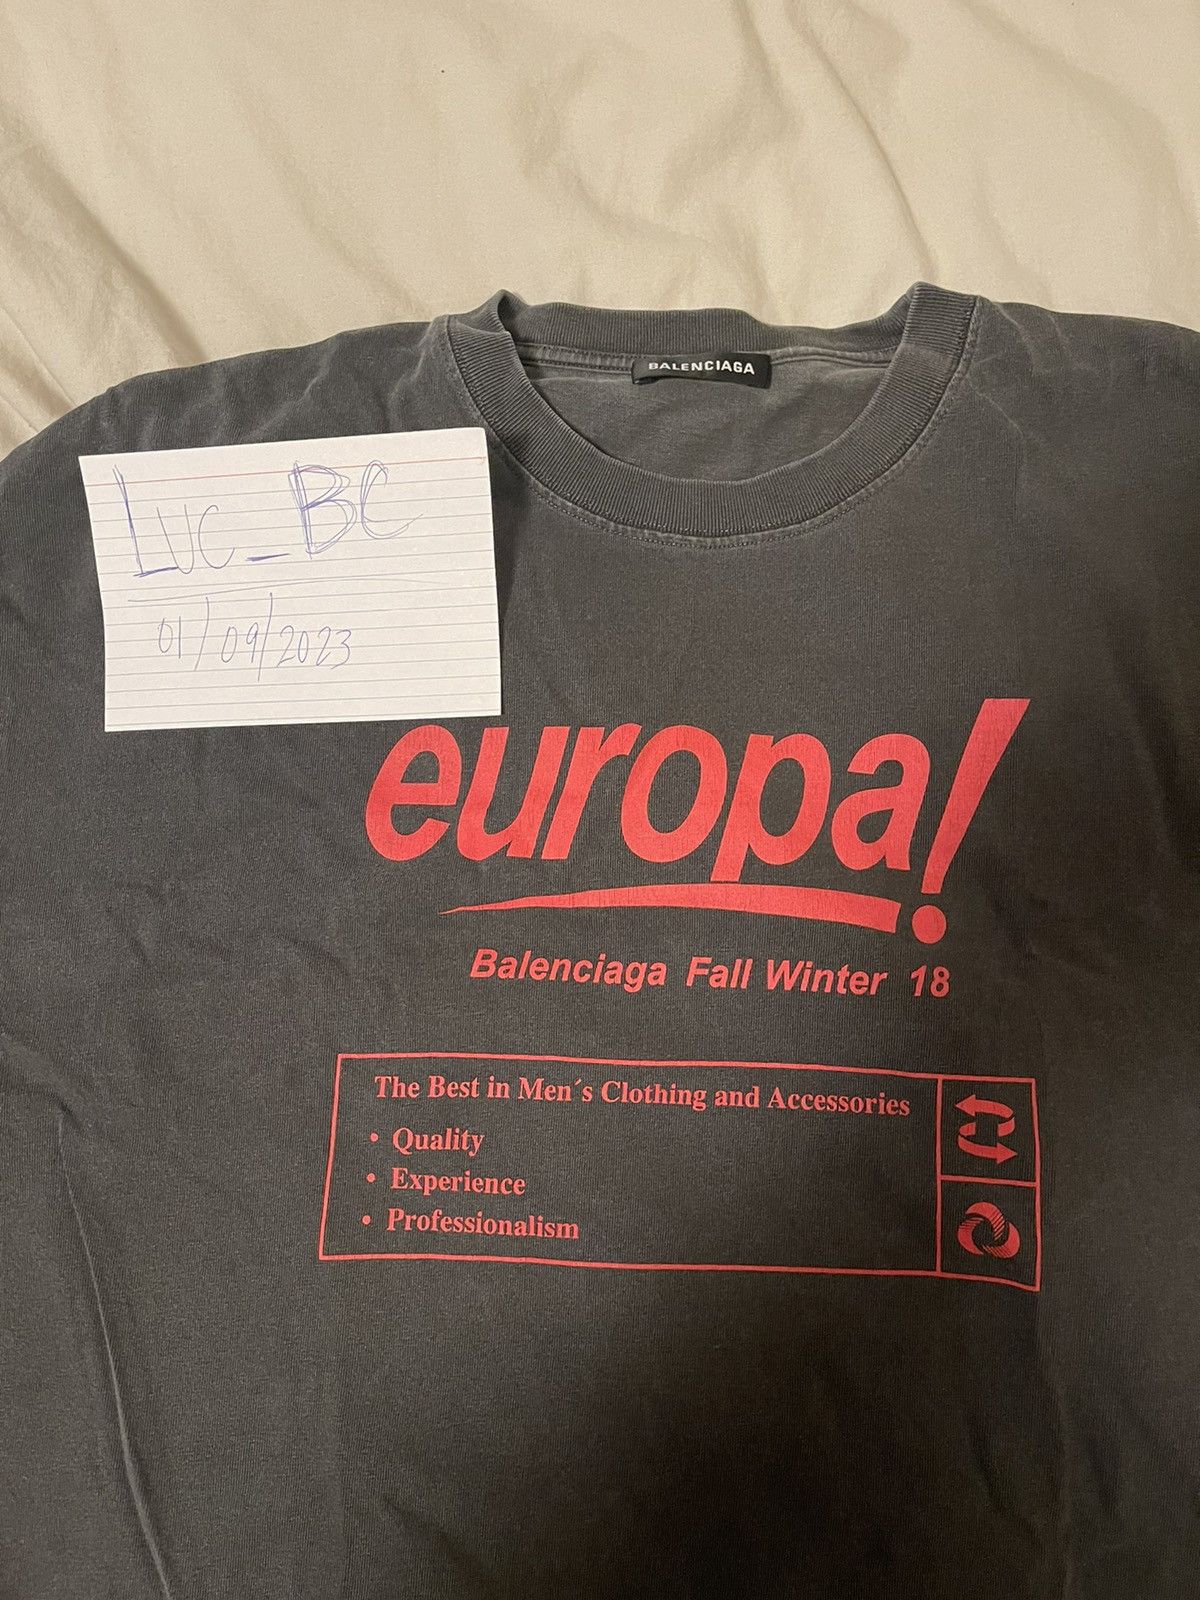 BALENCIAGA
LUC_BC
01/09/2023
europa!
Balenciaga Fall Winter 18
The Best in Men´s Clothing and Accessories
• Quality
• Experience
• Professionalism